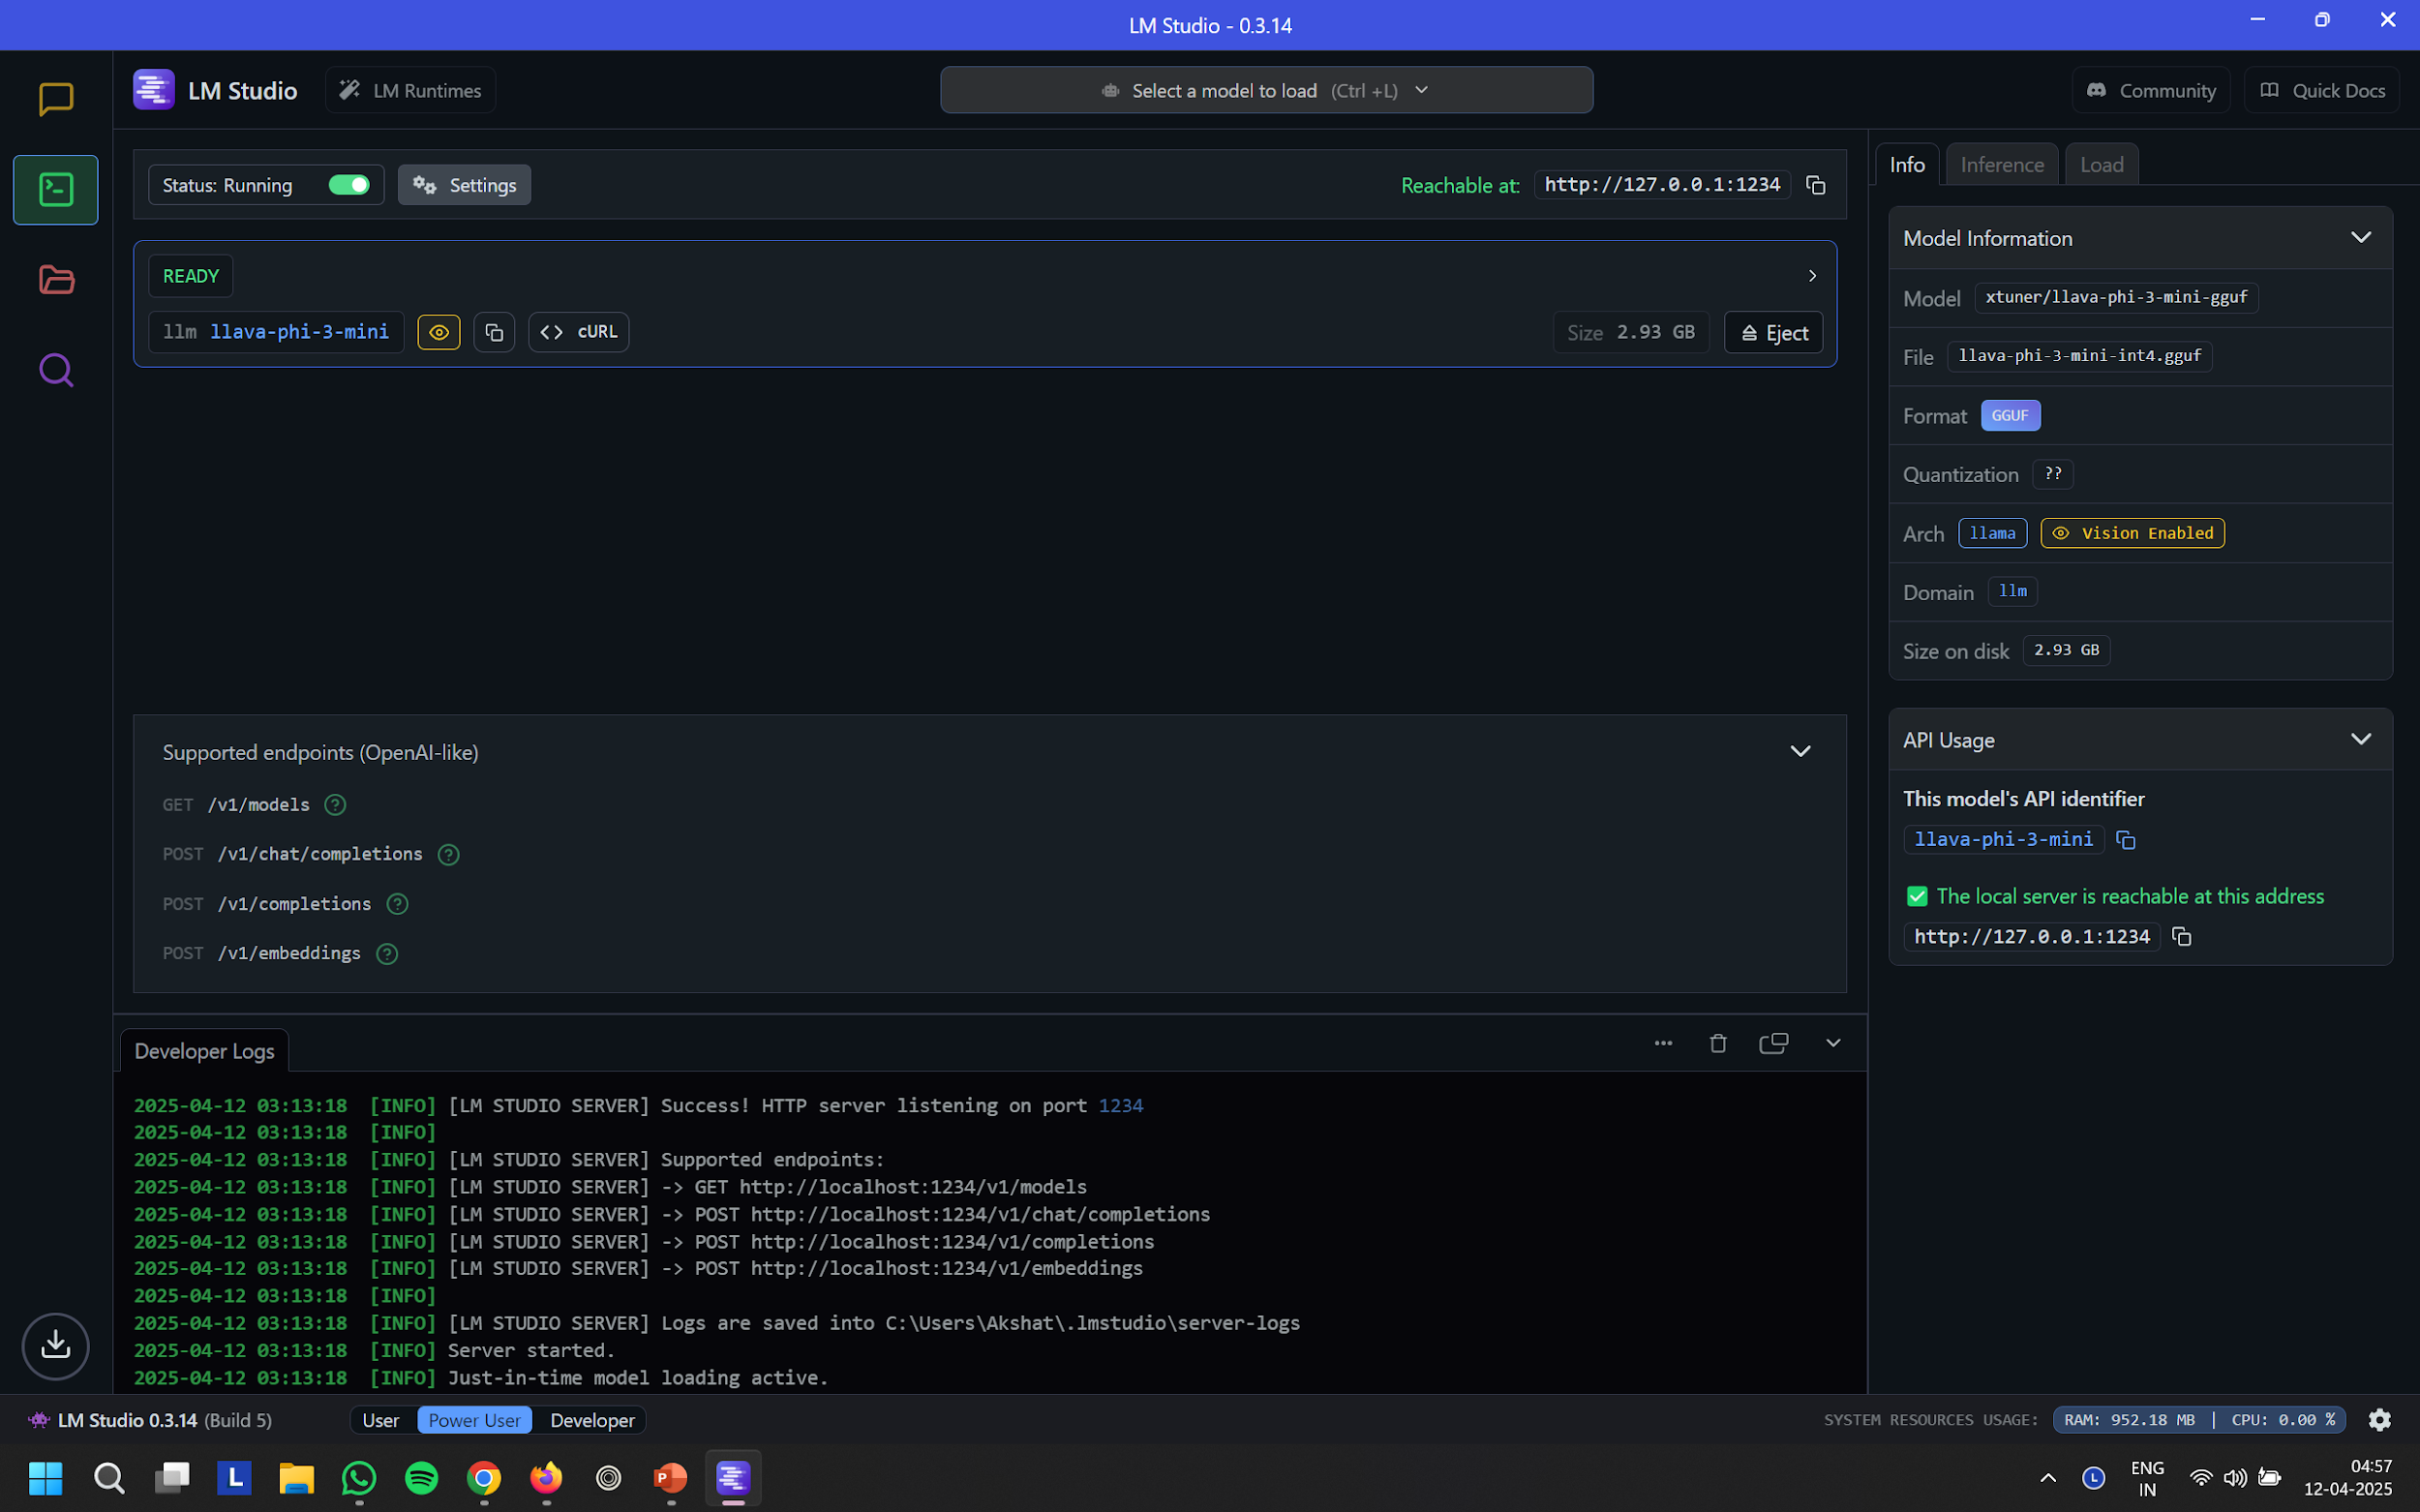 LM Studio - 0.3.14
LM Studio
LM Runtimes
Select a model to load (Ctrl +L)
Community
Quick Docs
Status: Running
Settings
Reachable at: http://127.0.0.1:1234
READY
llm llava-phi-3-mini
cURL
Size 2.93 GB
Eject
Supported endpoints (OpenAI-like)
GET /v1/models ?
POST /v1/chat/completions ?
POST /v1/completions ?
POST /v1/embeddings ?
Info
Inference
Load
Model Information
Model xtuner/llava-phi-3-mini-gguf
File llava-phi-3-mini-int4.gguf
Format GGUF
Quantization ??
Arch llama Vision Enabled
Domain llm
Size on disk 2.93 GB
API Usage
This model's API identifier
llava-phi-3-mini
The local server is reachable at this address
http://127.0.0.1:1234
Developer Logs
2025-04-12 03:13:18 [INFO] [LM STUDIO SERVER] Success! HTTP server listening on port 1234
2025-04-12 03:13:18 [INFO]
2025-04-12 03:13:18 [INFO] [LM STUDIO SERVER] Supported endpoints:
2025-04-12 03:13:18 [INFO] [LM STUDIO SERVER] -> GET http://localhost:1234/v1/models
2025-04-12 03:13:18 [INFO] [LM STUDIO SERVER] -> POST http://localhost:1234/v1/chat/completions
2025-04-12 03:13:18 [INFO] [LM STUDIO SERVER] -> POST http://localhost:1234/v1/completions
2025-04-12 03:13:18 [INFO] [LM STUDIO SERVER] -> POST http://localhost:1234/v1/embeddings
2025-04-12 03:13:18 [INFO]
2025-04-12 03:13:18 [INFO] [LM STUDIO SERVER] Logs are saved into C:\Users\Akshat\.lmstudio\server-logs
2025-04-12 03:13:18 [INFO] Server started.
2025-04-12 03:13:18 [INFO] Just-in-time model loading active.
LM Studio 0.3.14 (Build 5)
User
Power User
Developer
SYSTEM RESOURCES USAGE: RAM: 952.18 MB | CPU: 0.00 %
L
P
L
ENG
IN
04:57
12-04-2025